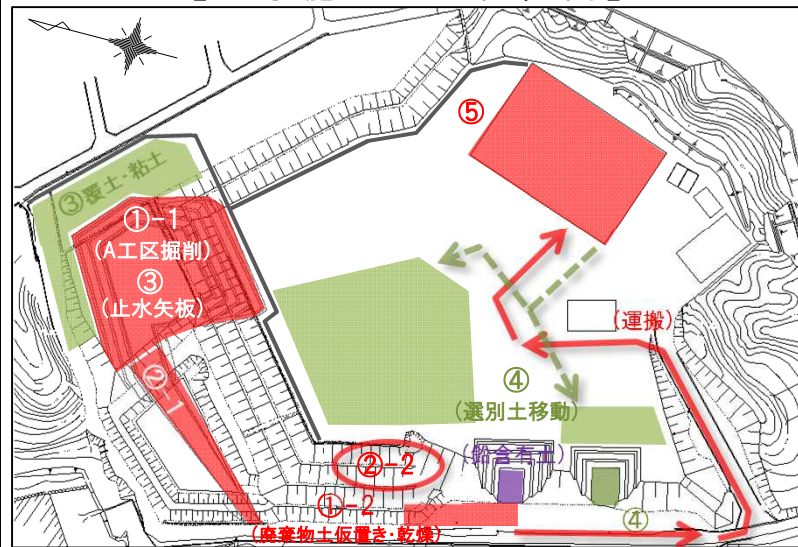 ⑤
③覆土・粘土
①-1
(A工区掘削)
③
(止水矢板)
②-1
(運搬)
④
(選別土移動)
②-2
(鉛含有土)
①-2
④
(廃棄物土仮置き・乾燥)